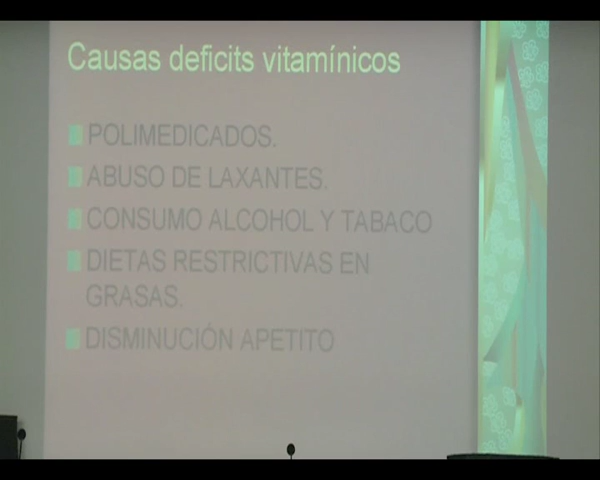 Causas deficits vitamínicos
POLIMEDICADOS.
ABUSO DE LAXANTES.
CONSUMO ALCOHOL Y TABACO
DIETAS RESTRICTIVAS EN
GRASAS.
DISMINUCIÓN APETITO